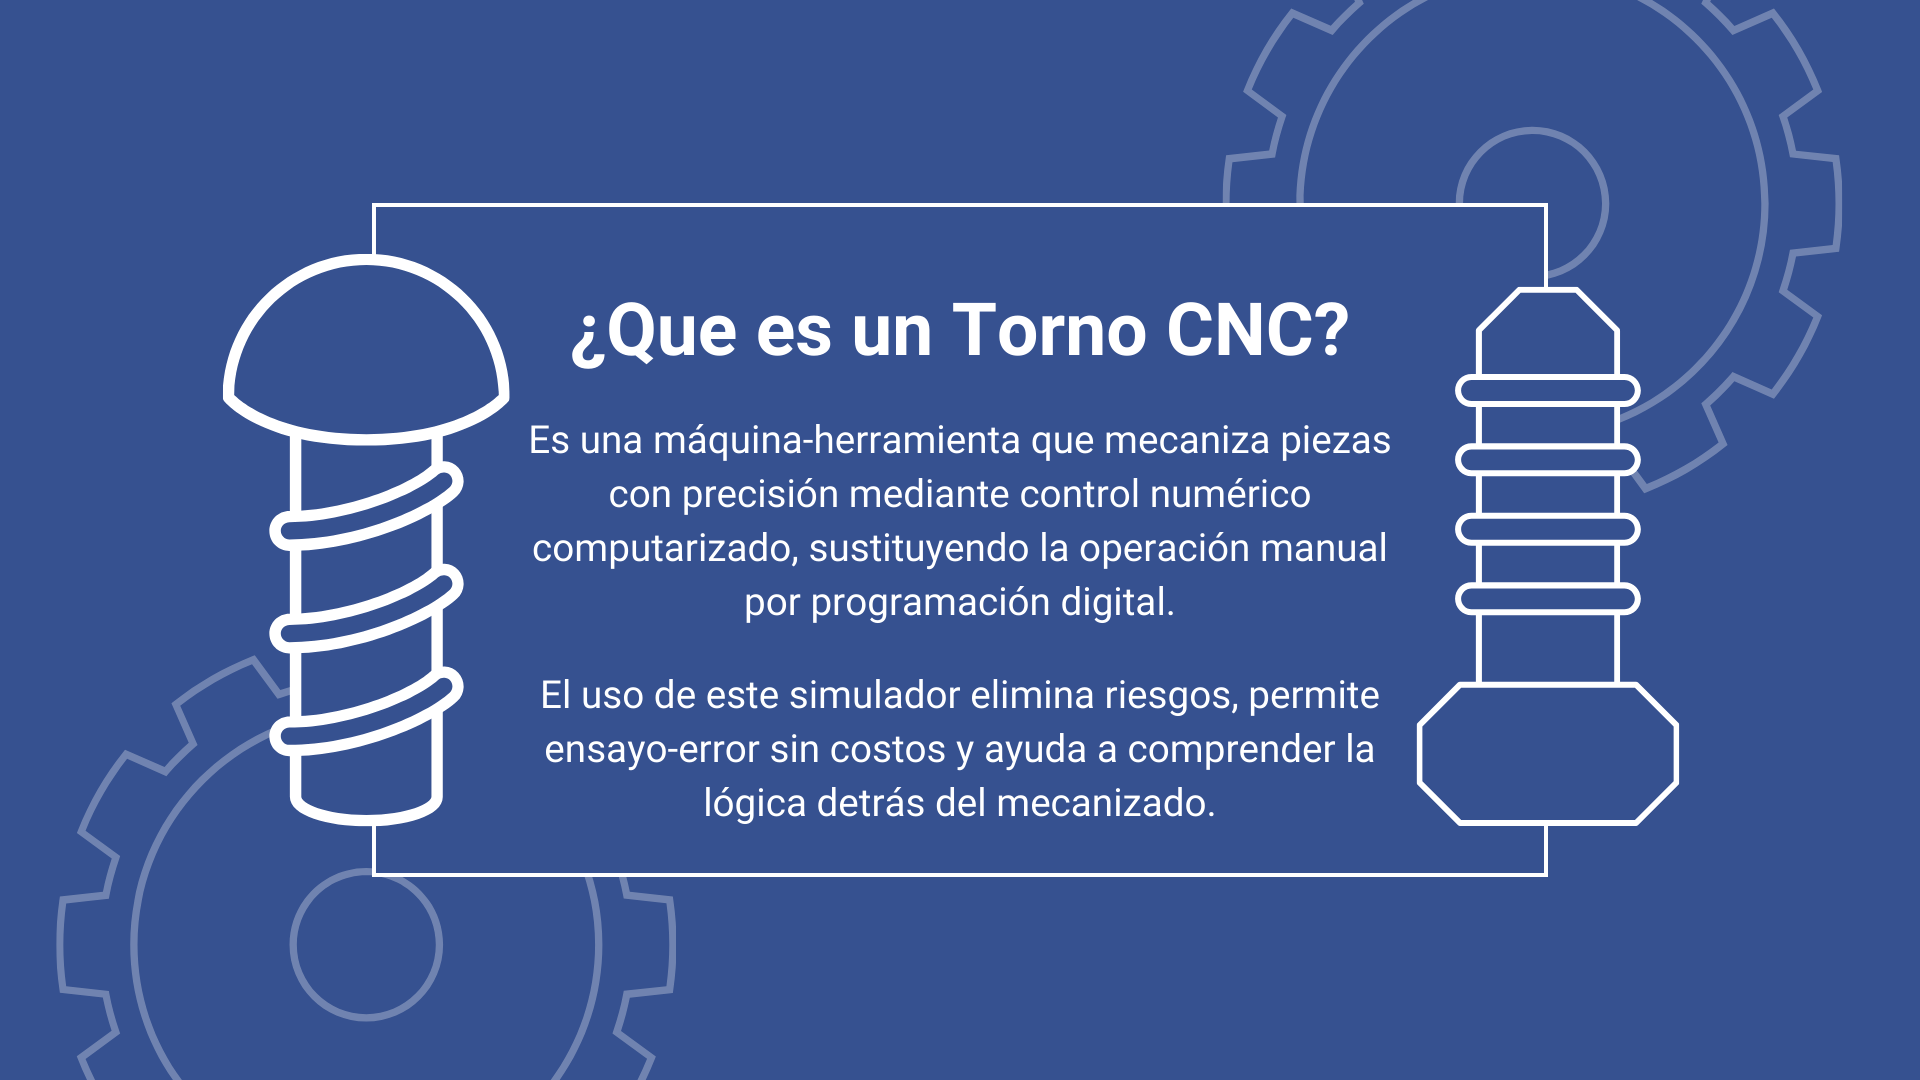 ¿Que es un Torno CNC?
Es una máquina-herramienta que mecaniza piezas
con precisión mediante control numérico
computarizado, sustituyendo la operación manual
por programación digital.
El uso de este simulador elimina riesgos, permite
ensayo-error sin costos y ayuda a comprender la
lógica detrás del mecanizado.